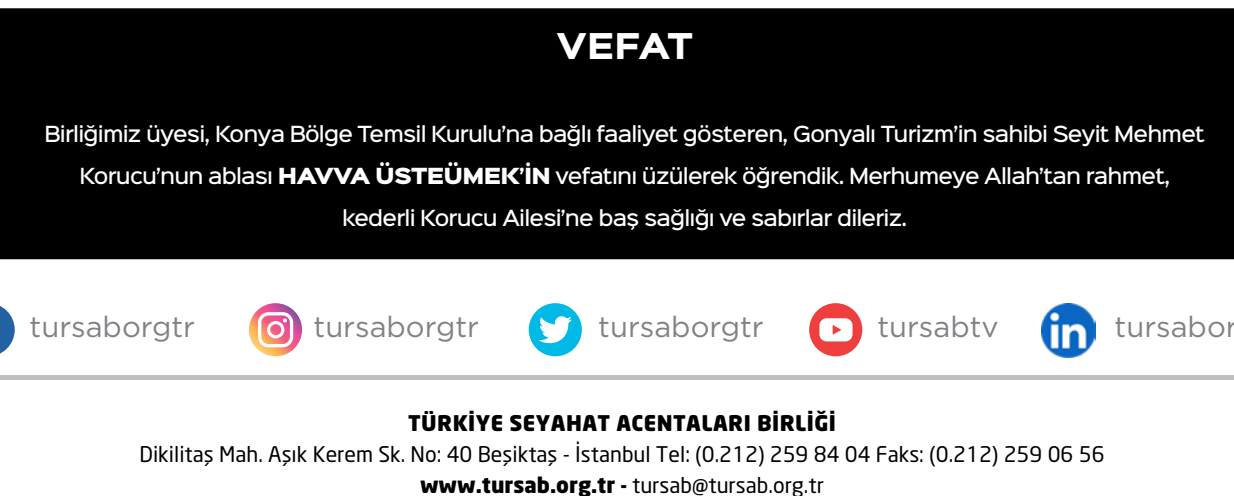 VEFAT
Birliğimiz üyesi, Konya Bölge Temsil Kurulu’na bağlı faaliyet gösteren, Gonyalı Turizm’in sahibi Seyit Mehmet
Korucu’nun ablası HAVVA ÜSTEÜMEK’İN vefatını üzülerek öğrendik. Merhumeye Allah’tan rahmet,
kederli Korucu Ailesi’ne baş sağlığı ve sabırlar dileriz.
tursaborgtr tursaborgtr tursaborgtr tursabtv in tursabor
TÜRKİYE SEYAHAT ACENTALARI BİRLİĞİ
Dikilitaş Mah. Aşık Kerem Sk. No: 40 Beşiktaş - İstanbul Tel: (0.212) 259 84 04 Faks: (0.212) 259 06 56
www.tursab.org.tr - tursab@tursab.org.tr